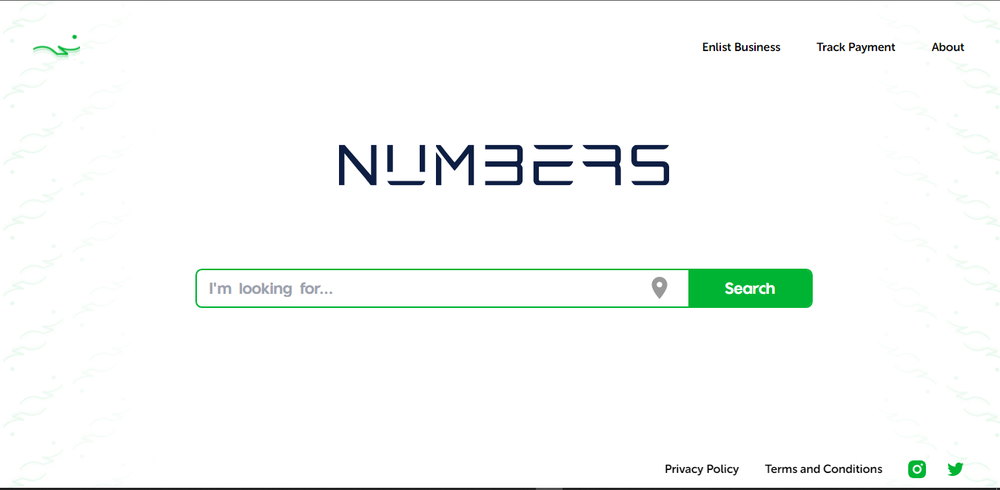 Enlist Business Track Payment About
NUMBERS
I'm looking for... Search
Privacy Policy Terms and Conditions